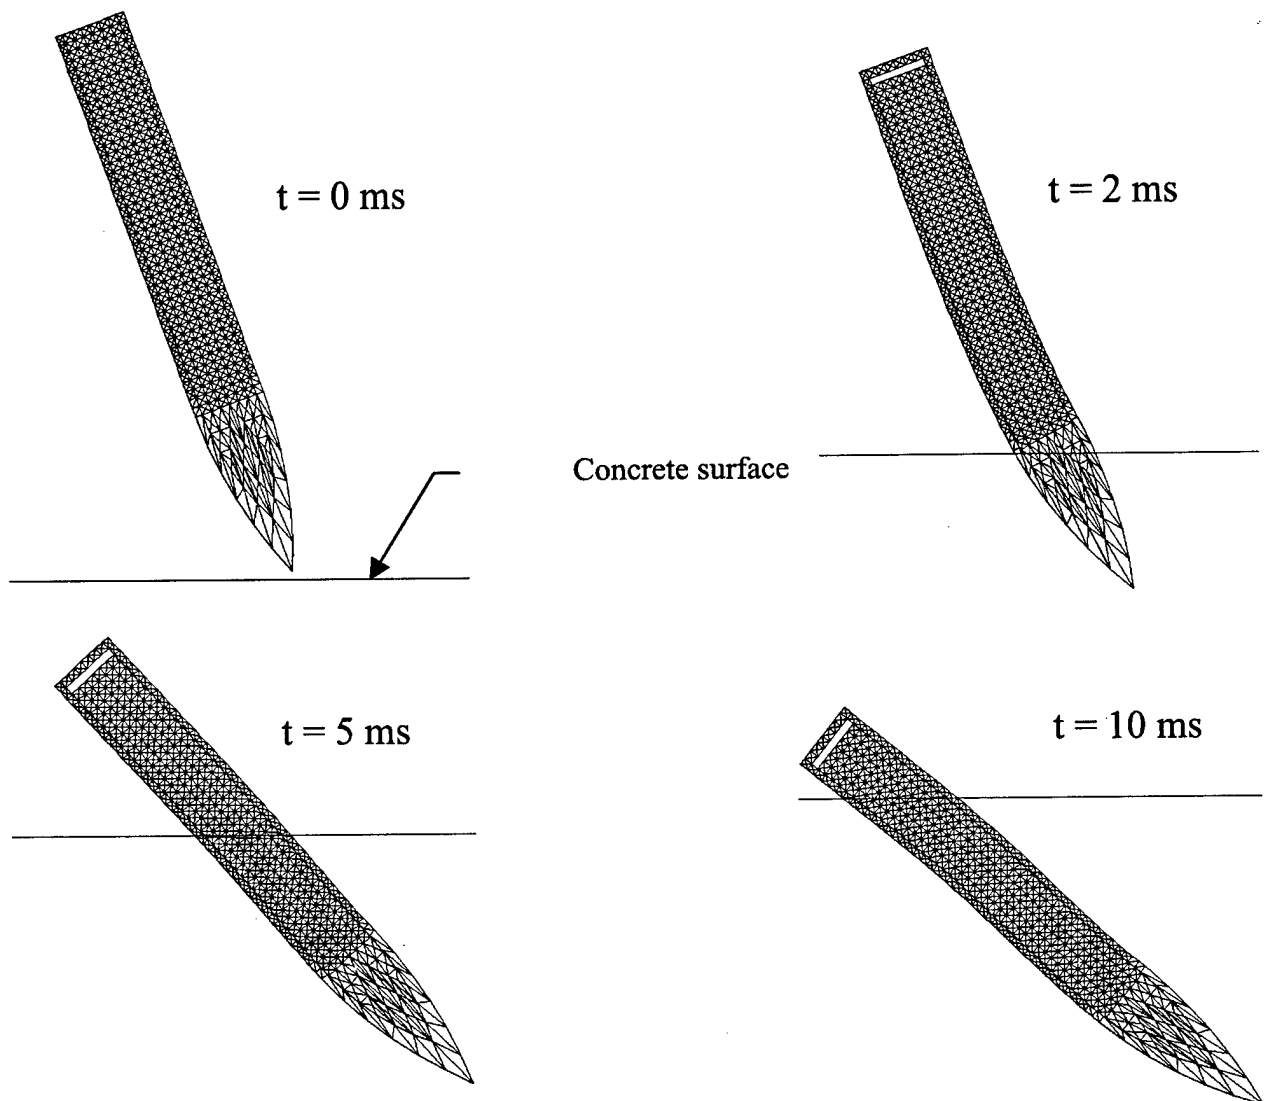 t = 0 ms
t = 2 ms
Concrete surface
t = 5 ms
t = 10 ms